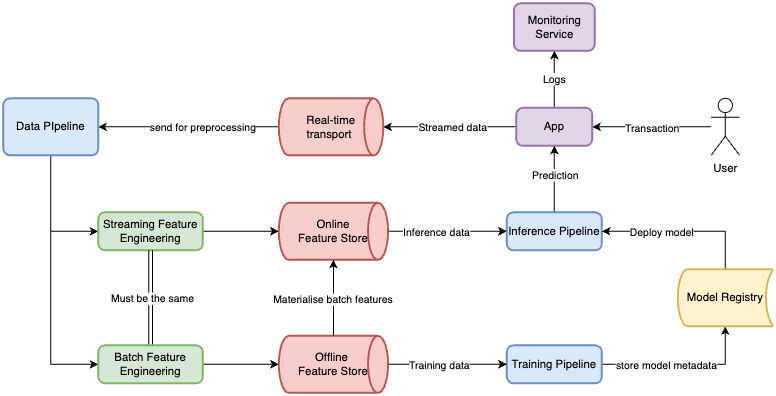 Monitoring
Service
Logs
Data PIpeline
send for preprocessing
Real-time
transport
Streamed data
App
Transaction
User
Prediction
Streaming Feature
Engineering
Online
Feature Store
Inference data
Inference Pipeline
Deploy model
Must be the same
Materialise batch features
Model Registry
Batch Feature
Engineering
Offline
Feature Store
Training data
Training Pipeline
store model metadata